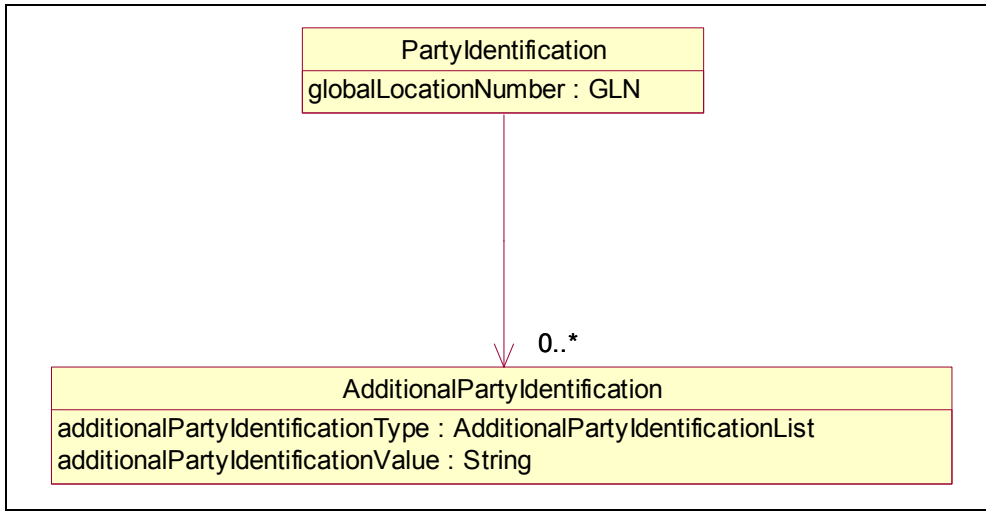 PartyIdentification
globalLocationNumber : GLN
0..*
AdditionalPartyIdentification
additionalPartyIdentificationType : AdditionalPartyIdentificationList
additionalPartyIdentificationValue : String